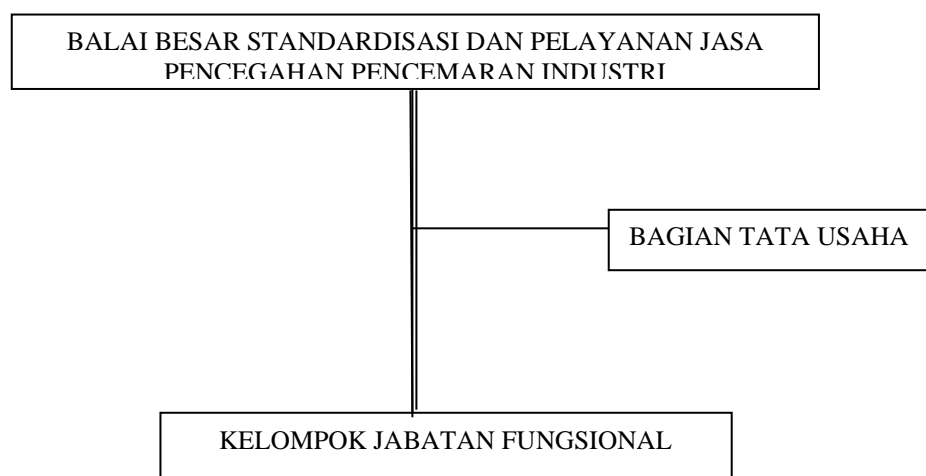 BALAI BESAR STANDARDISASI DAN PELAYANAN JASA
PENCEGAHAN PENCEMARAN INDUSTRI
BAGIAN TATA USAHA
KELOMPOK JABATAN FUNGSIONAL